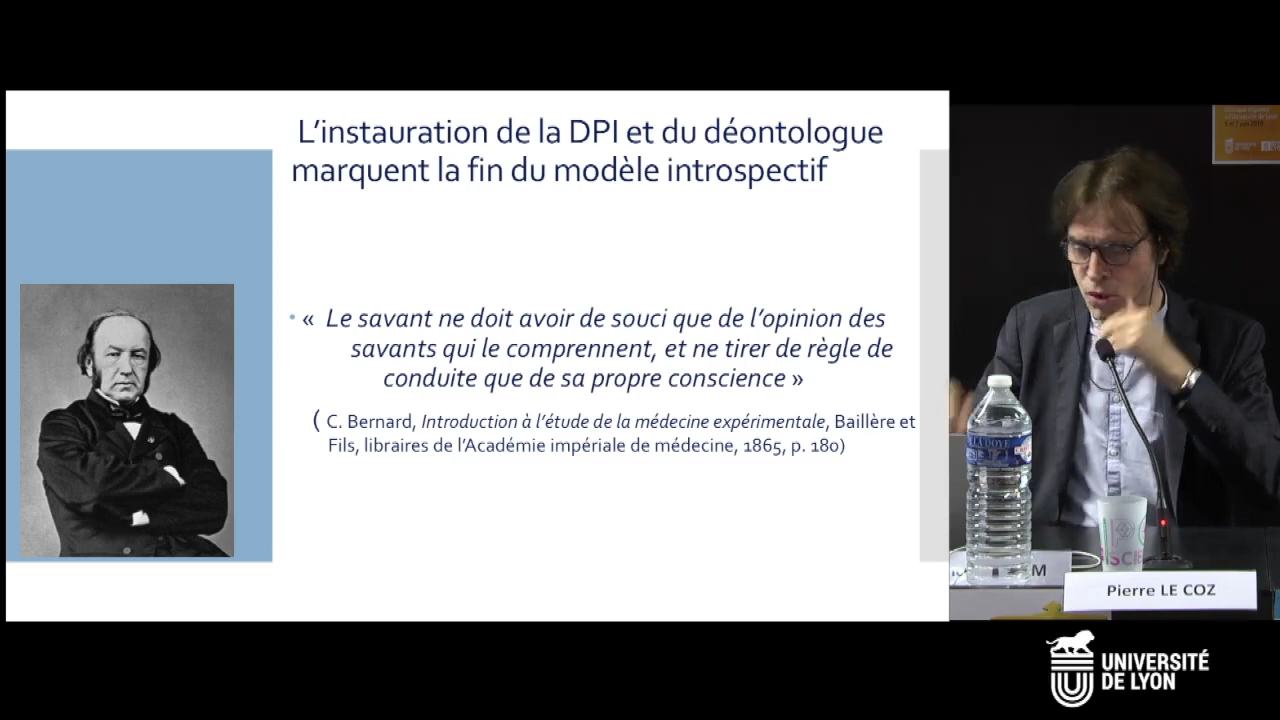 L'instauration de la DPI et du déontologue
marquent la fin du modèle introspectif
• « Le savant ne doit avoir de souci que de l'opinion des
savants qui le comprennent, et ne tirer de règle de
conduite que de sa propre conscience »
( C. Bernard, Introduction à l'étude de la médecine expérimentale, Baillère et
Fils, libraires de l'Académie impériale de médecine, 1865, p. 180)
Pierre LE COZ
UNIVERSITÉ
DE LYON